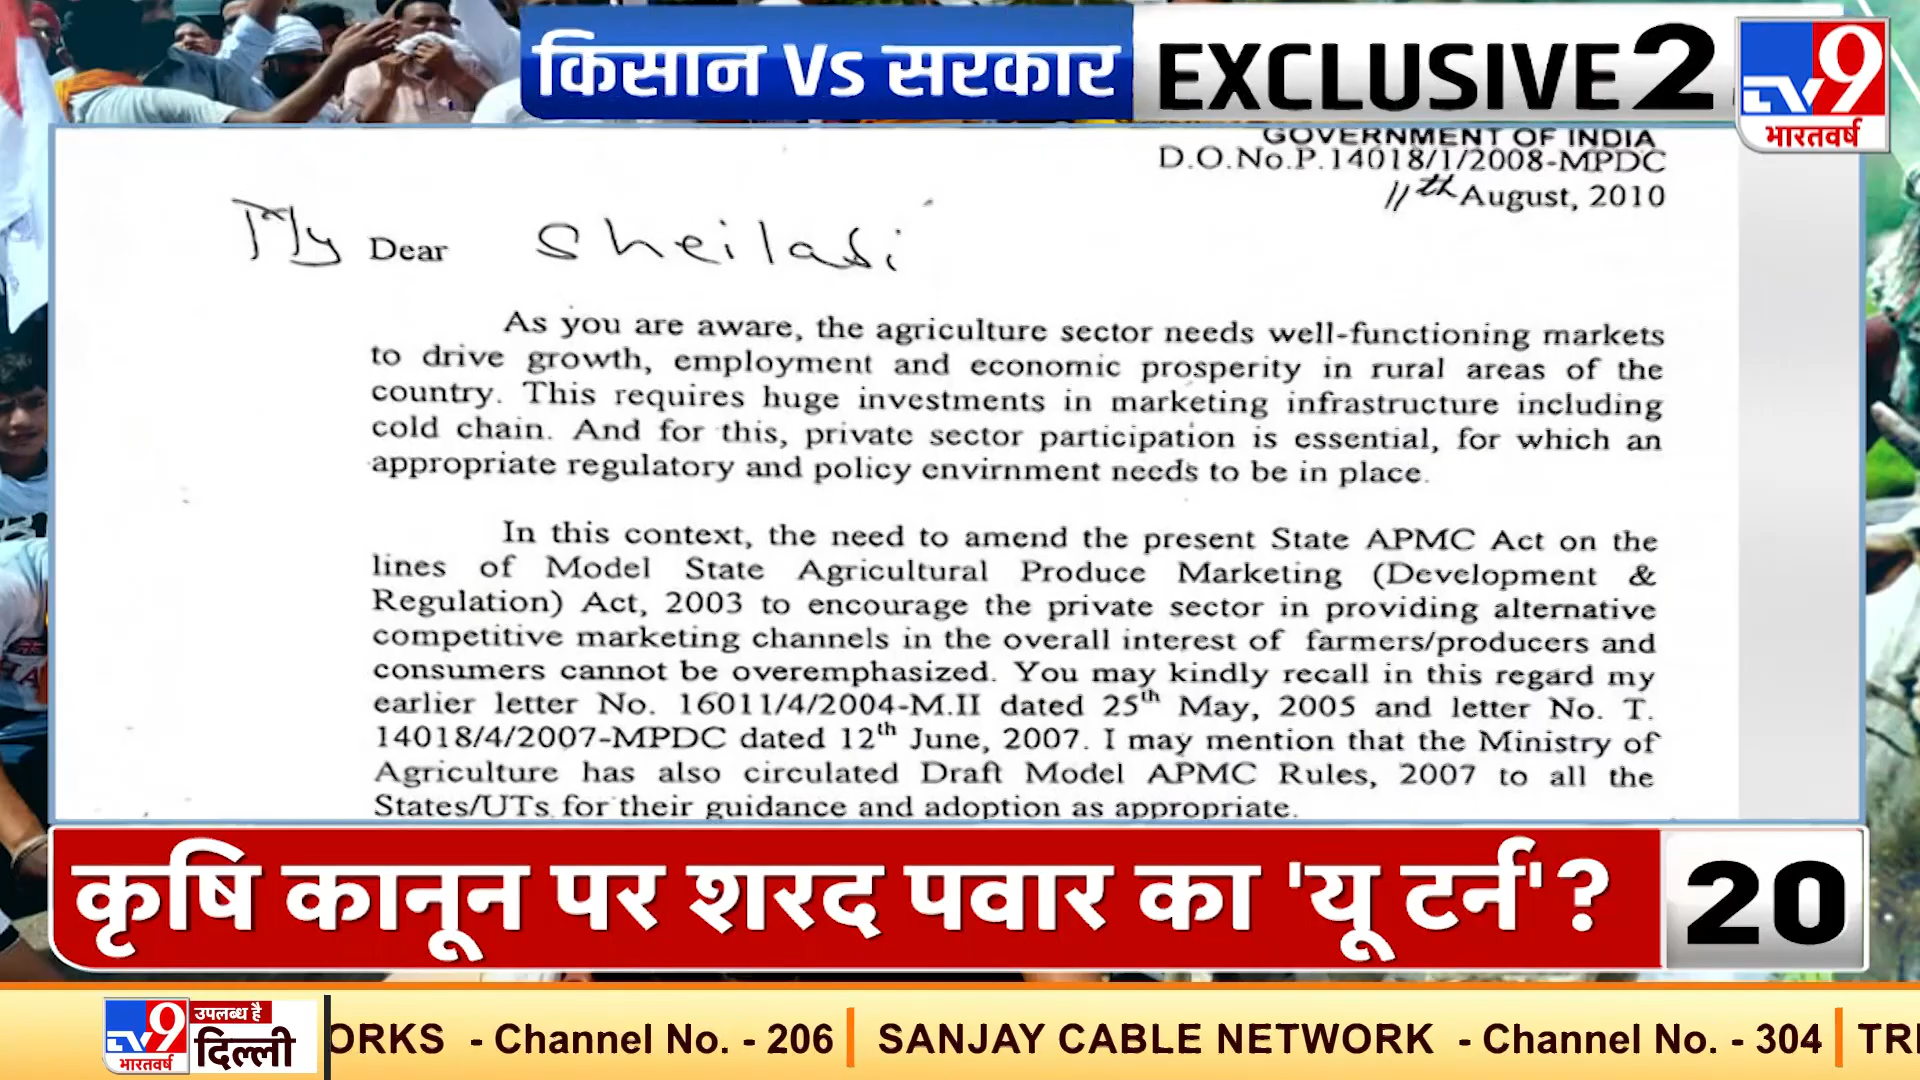 किसान Vs सरकार EXCLUSIVE 2
TV9
भारतवर्ष
GOVERNMENT OF INDIA
D.O.No.P.14018/1/2008-MPDC
11th August, 2010
My Dear Sheilaji
As you are aware, the agriculture sector needs well-functioning markets
to drive growth, employment and economic prosperity in rural areas of the
country. This requires huge investments in marketing infrastructure including
cold chain. And for this, private sector participation is essential, for which an
appropriate regulatory and policy envirnment needs to be in place.
In this context, the need to amend the present State APMC Act on the
lines of Model State Agricultural Produce Marketing (Development &
Regulation) Act, 2003 to encourage the private sector in providing alternative
competitive marketing channels in the overall interest of farmers/producers and
consumers cannot be overemphasized. You may kindly recall in this regard my
earlier letter No. 16011/4/2004-M.II dated 25th May, 2005 and letter No. T.
14018/4/2007-MPDC dated 12th June, 2007. I may mention that the Ministry of
Agriculture has also circulated Draft Model APMC Rules, 2007 to all the
States/UTs for their guidance and adoption as appropriate.
कृषि कानून पर शरद पवार का 'यू टर्न'? 20
TV9
भारतवर्ष
उपलब्ध है
दिल्ली
ORKS - Channel No. - 206 | SANJAY CABLE NETWORK - Channel No. - 304 | TRI